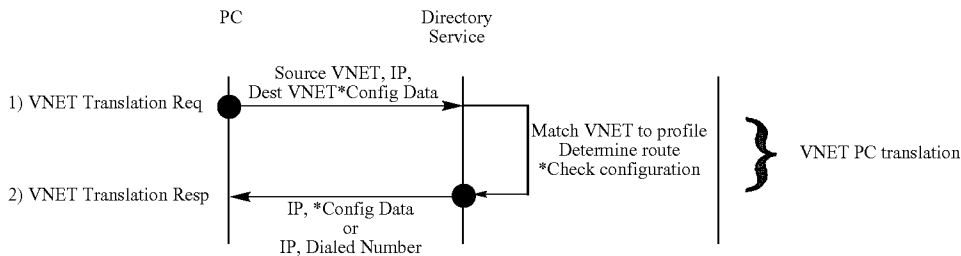 PC
Directory
Service
Source VNET, IP,
Dest VNET*Config Data
1) VNET Translation Req
Match VNET to profile
Determine route
*Check configuration
VNET PC translation
2) VNET Translation Resp
IP, *Config Data
or
IP, Dialed Number